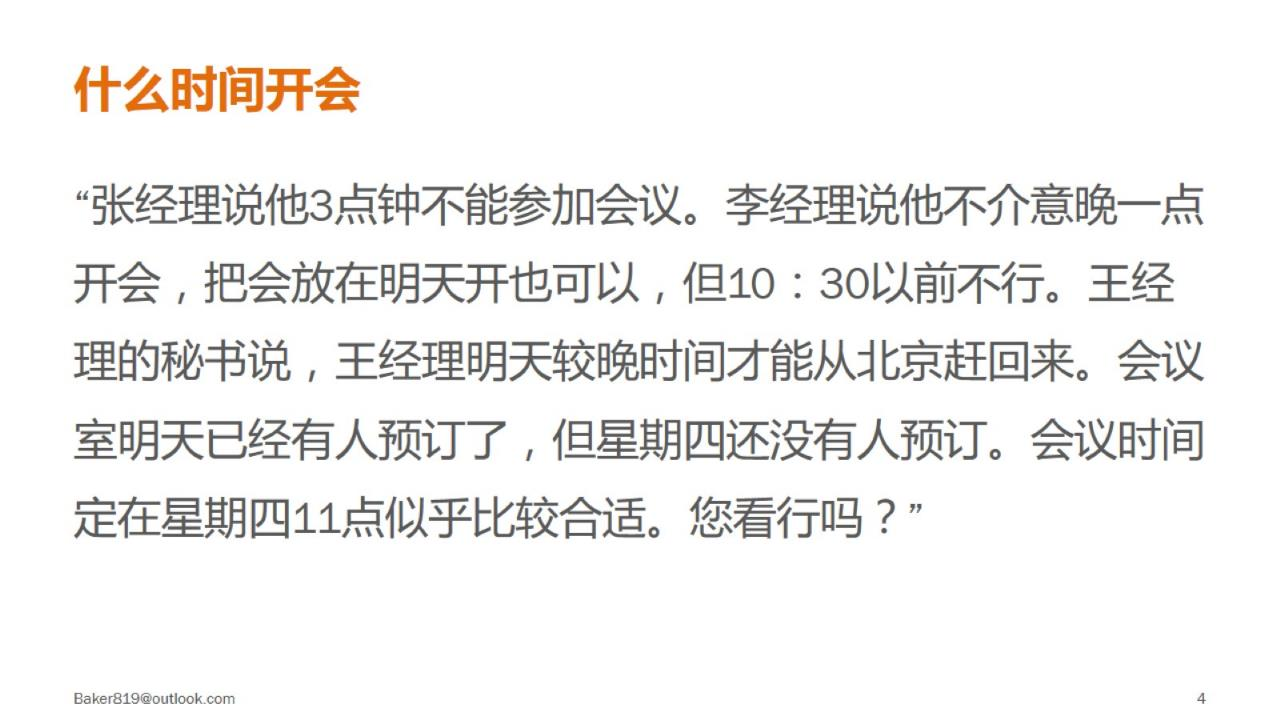 什么时间开会
“张经理说他3点钟不能参加会议。李经理说他不介意晚一点
开会，把会放在明天开也可以，但10：30以前不行。王经
理的秘书说，王经理明天较晚时间才能从北京赶回来。会议
室明天已经有人预订了，但星期四还没有人预订。会议时间
定在星期四11点似乎比较合适。您看行吗？”
Baker819@outlook.com
4